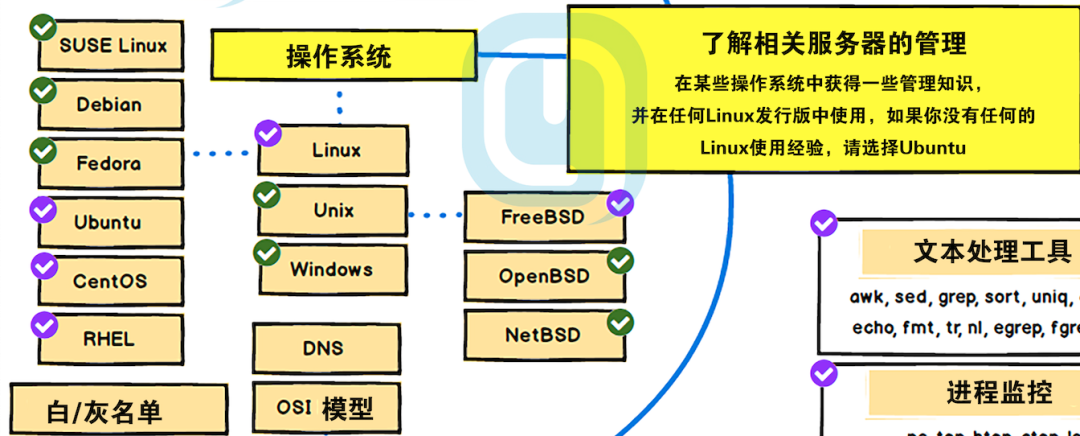 SUSE Linux
Debian
Fedora
Ubuntu
CentOS
RHEL
白/灰名单
操作系统
Linux
Unix
Windows
DNS
OSI 模型
FreeBSD
OpenBSD
NetBSD
了解相关服务器的管理
在某些操作系统中获得一些管理知识，
并在任何Linux发行版中使用，如果你没有任何的
Linux使用经验，请选择Ubuntu
文本处理工具
awk, sed, grep, sort, uniq,
echo, fmt, tr, nl, egrep,
进程监控